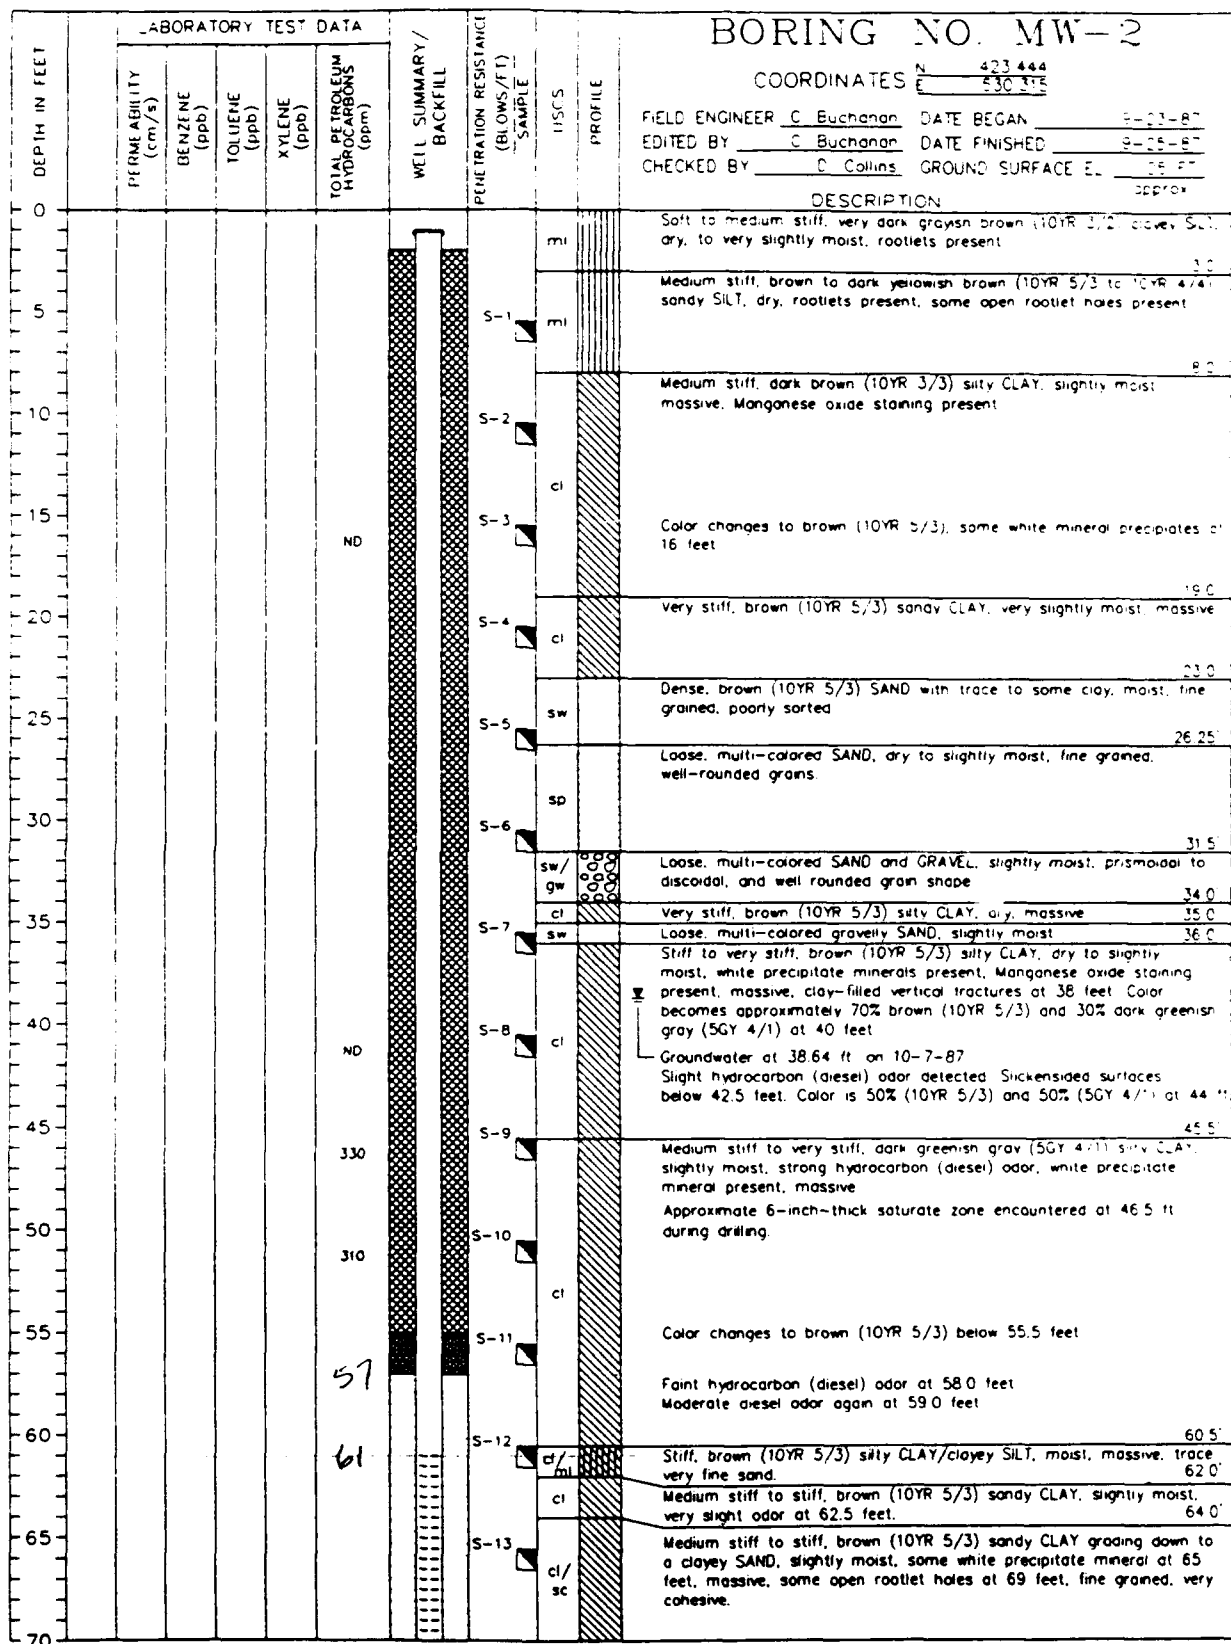 BORING NO. MW-2
COORDINATES N 423 444
E 530 315
FIELD ENGINEER C Buchanan DATE BEGAN 9-23-87
EDITED BY C Buchanan DATE FINISHED 9-25-87
CHECKED BY D Collins GROUND SURFACE EL
approx
DESCRIPTION
DEPTH IN FEET
LABORATORY TEST DATA
PERMEABILITY (cm/s)
BENZENE (ppb)
TOLUENE (ppb)
XYLENE (ppb)
TOTAL PETROLEUM HYDROCARBONS (ppm)
WELL SUMMARY/ BACKFILL
PENETRATION RESISTANCE (BLOWS/FT)
SAMPLE
USCS
PROFILE
0
Soft to medium stiff, very dark grayish brown (10YR 3/2) clayey SILT,
ml
dry, to very slightly moist, rootlets present
3.0
Medium stiff, brown to dark yellowish brown (10YR 5/3 to 10YR 4/4)
sandy SILT, dry, rootlets present, some open rootlet holes present
5
S-1
ml
8.0
Medium stiff, dark brown (10YR 3/3) silty CLAY, slightly moist
massive, Manganese oxide staining present
10
S-2
cl
15
S-3
Color changes to brown (10YR 5/3), some white mineral precipiates at
16 feet
ND
19.0
Very stiff, brown (10YR 5/3) sandy CLAY, very slightly moist, massive
20
S-4
cl
23.0
Dense, brown (10YR 5/3) SAND with trace to some clay, moist, fine
grained, poorly sorted
sw
25
S-5
26.25'
Loose, multi-colored SAND, dry to slightly moist, fine grained,
well-rounded grains.
sp
30
S-6
31.5'
sw/
gw
Loose, multi-colored SAND and GRAVEL, slightly moist, prismoidal to
discoidal, and well rounded grain shape
34.0'
cl
Very stiff, brown (10YR 5/3) silty CLAY, dry, massive
35.0
35
S-7
sw
Loose, multi-colored gravelly SAND, slightly moist
36.0
Stiff to very stiff, brown (10YR 5/3) silty CLAY, dry to slightly
moist, white precipitate minerals present, Manganese oxide staining
present, massive, clay-filled vertical fractures at 38 feet Color
becomes approximately 70% brown (10YR 5/3) and 30% dark greenish
gray (5GY 4/1) at 40 feet
40
S-8
cl
ND
Groundwater at 38.64 ft on 10-7-87
Slight hydrocarbon (diesel) odor detected Slickensided surfaces
below 42.5 feet. Color is 50% (10YR 5/3) and 50% (5GY 4/1) at 44 ft.
45.5'
45
S-9
330
Medium stiff to very stiff, dark greenish gray (5GY 4/1) silty CLAY,
slightly moist, strong hydrocarbon (diesel) odor, white precipitate
mineral present, massive
Approximate 6-inch-thick saturate zone encountered at 46.5 ft
during drilling.
50
S-10
310
cl
55
S-11
Color changes to brown (10YR 5/3) below 55.5 feet
57
Faint hydrocarbon (diesel) odor at 58.0 feet
Moderate diesel odor again at 59.0 feet
60
S-12
60.5'
61
cl/
ml
Stiff, brown (10YR 5/3) silty CLAY/clayey SILT, moist, massive, trace
very fine sand.
62.0'
cl
Medium stiff to stiff, brown (10YR 5/3) sandy CLAY, slightly moist,
very slight odor at 62.5 feet.
64.0'
65
S-13
cl/
sc
Medium stiff to stiff, brown (10YR 5/3) sandy CLAY grading down to
a clayey SAND, slightly moist, some white precipitate mineral at 65
feet, massive, some open rootlet holes at 69 feet, fine grained, very
cohesive.
70